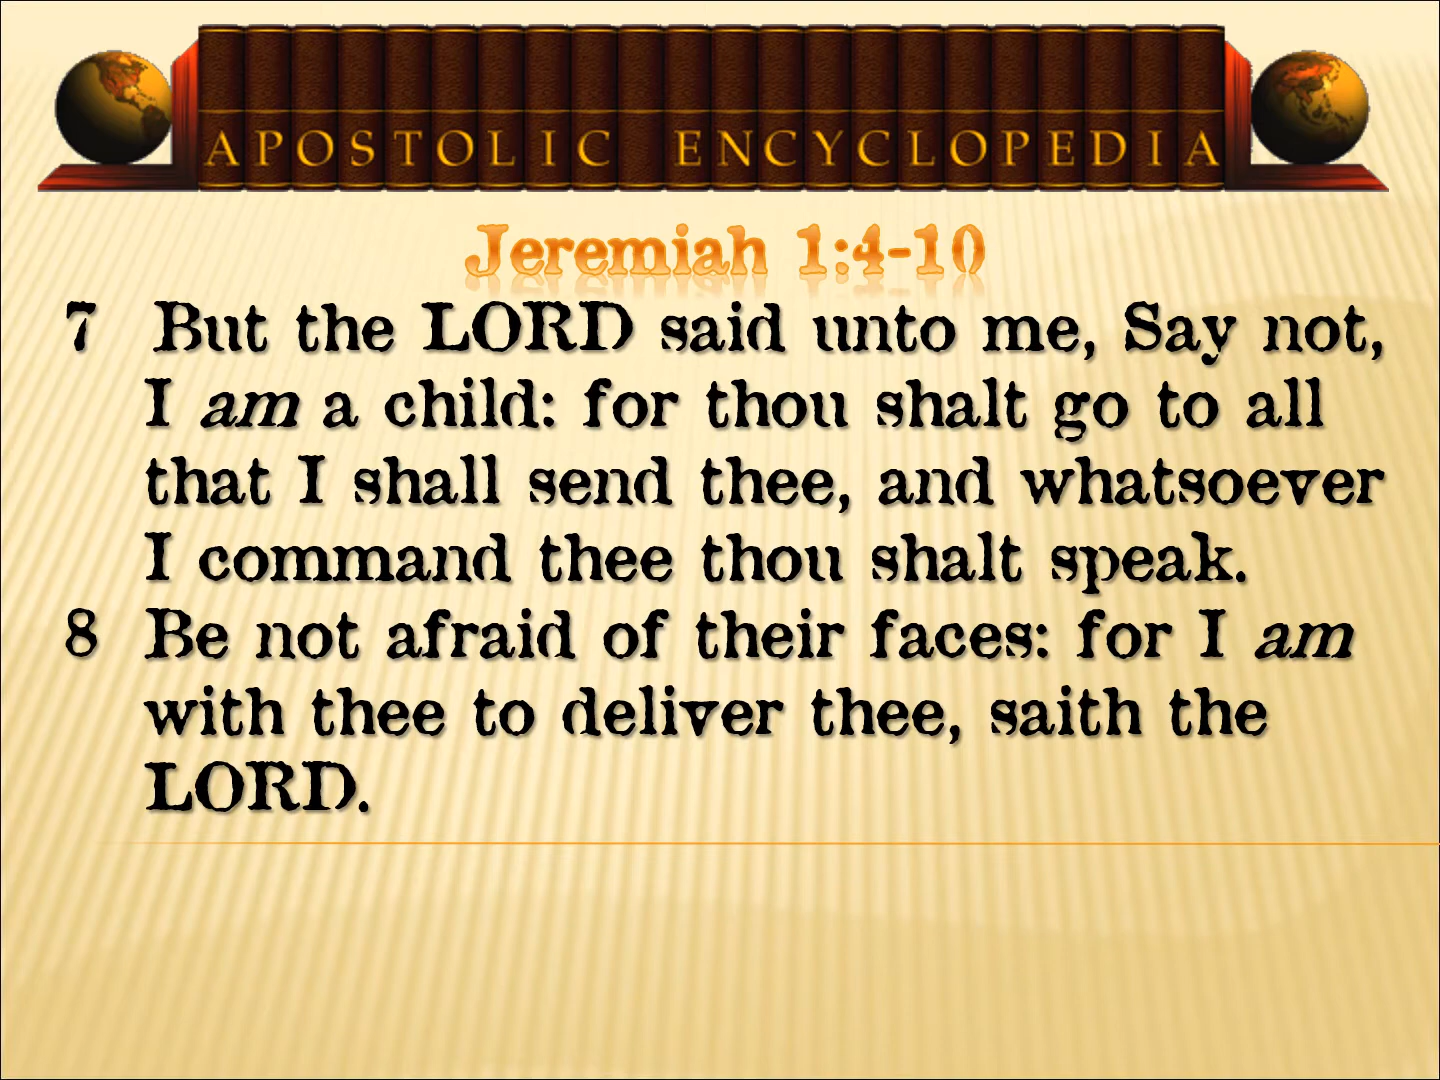 APOSTOLIC ENCYCLOPEDIA
Jeremiah 1:4-10
7 But the LORD said unto me, Say not,
I am a child: for thou shalt go to all
that I shall send thee, and whatsoever
I command thee thou shalt speak.
8 Be not afraid of their faces: for I am
with thee to deliver thee, saith the
LORD.